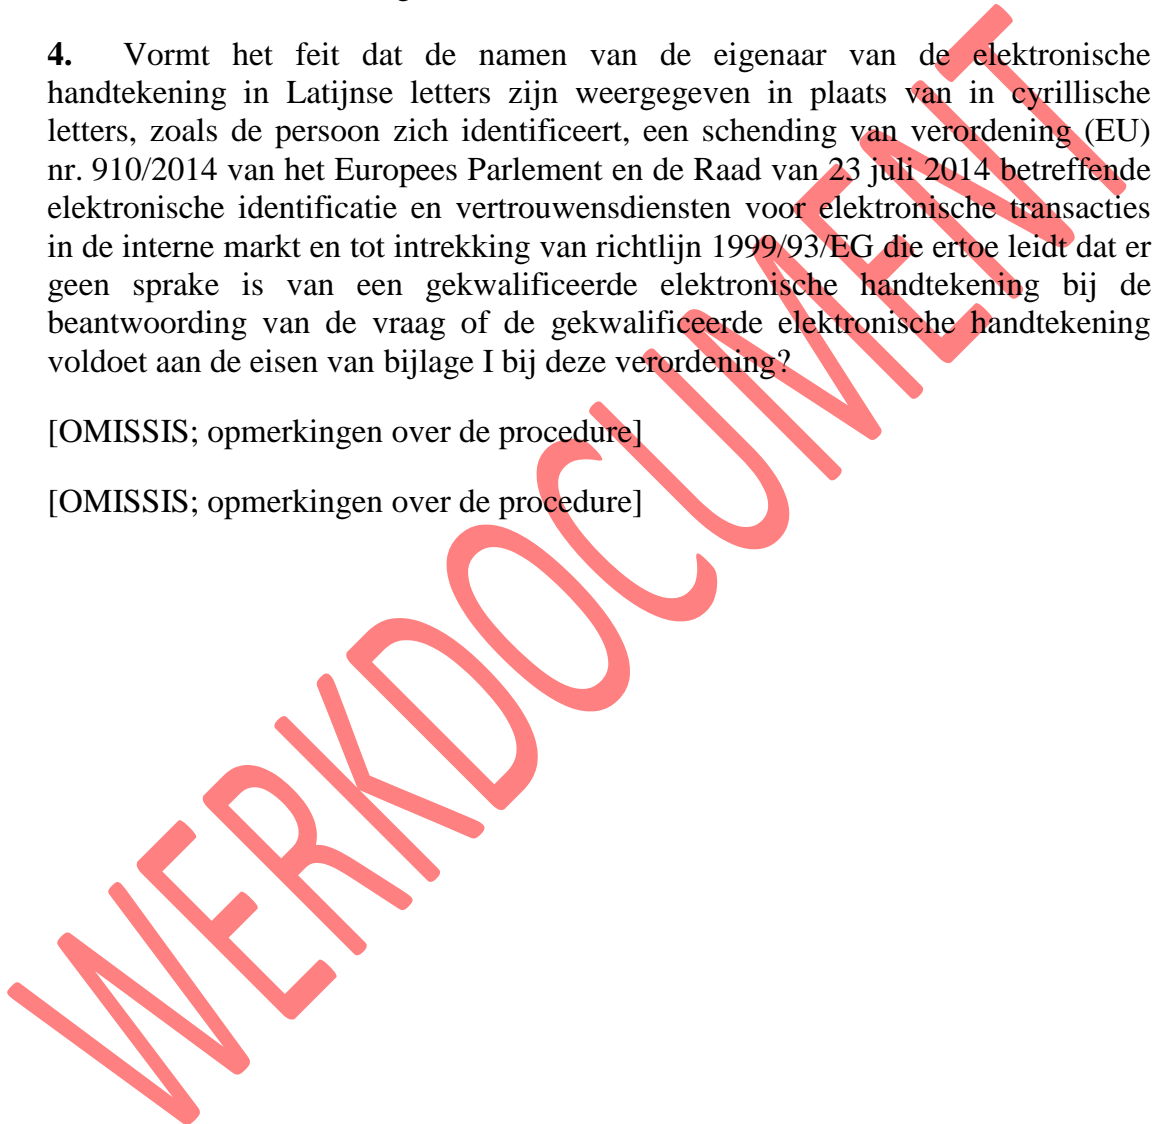 4. Vormt het feit dat de namen van de eigenaar van de elektronische
handtekening in Latijnse letters zijn weergegeven in plaats van in cyrillische
letters, zoals de persoon zich identificeert, een schending van verordening (EU)
nr. 910/2014 van het Europees Parlement en de Raad van 23 juli 2014 betreffende
elektronische identificatie en vertrouwensdiensten voor elektronische transacties
in de interne markt en tot intrekking van richtlijn 1999/93/EG die ertoe leidt dat er
geen sprake is van een gekwalificeerde elektronische handtekening bij de
beantwoording van de vraag of de gekwalificeerde elektronische handtekening
voldoet aan de eisen van bijlage I bij deze verordening?
[OMISSIS; opmerkingen over de procedure]
[OMISSIS; opmerkingen over de procedure]
WERKDOCUMENT